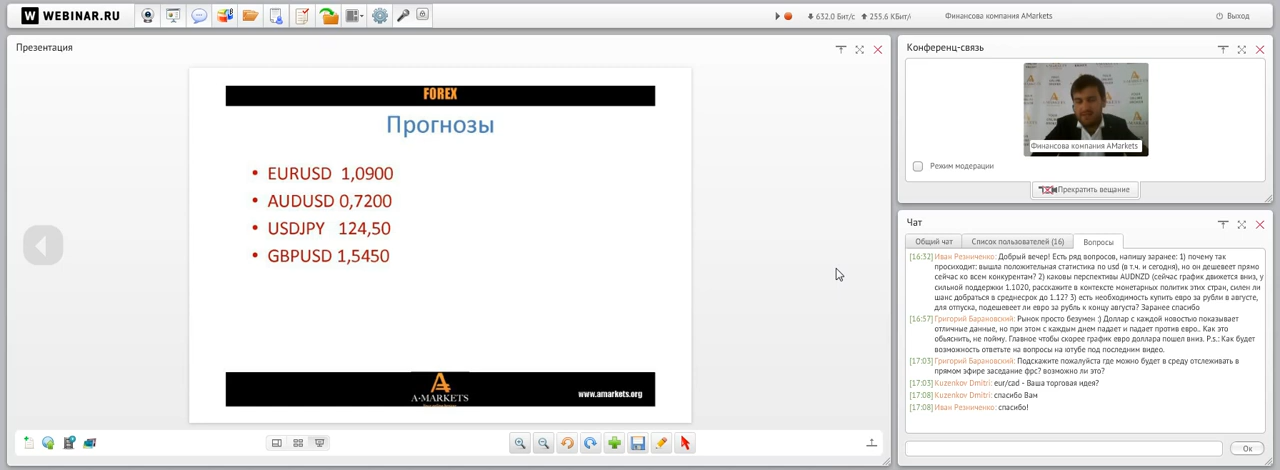 WEBINAR.RU
632.0 Бит/с 255.6 КБит/
Финансова компания AMarkets
Выход
Презентация
FOREX
Прогнозы
• EURUSD 1,0900
• AUDUSD 0,7200
• USDJPY 124,50
• GBPUSD 1,5450
A·MARKETS
www.amarkets.org
Конференц-связь
Финансова компания AMarkets
Режим модерации
Прекратить вещание
Чат
Общий чат Список пользователей (16) Вопросы
[16:32] Иван Резниченко: Добрый вечер! Есть ряд вопросов, напишу заранее: 1) почему так
просиходит: вышла положительная статистика по usd (в т.ч. и сегодня), но он дешевеет прямо
сейчас ко всем конкурентам? 2) каковы перспективы AUDNZD (сейчас график движется вниз, у
сильной поддержки 1.1020, расскажите в контексте монетарных политик этих стран, силен ли
шанс добраться в среднесрок до 1.12? 3) есть необходимость купить евро за рубли в августе,
для отпуска, подешевеет ли евро за рубль к концу августа? Заранее спасибо
[16:57] Григорий Барановский: Рынок просто безумен :) Доллар с каждой новостью показывает
отличные данные, но при этом с каждым днем падает и падает против евро.. Как это
обьяснить, не пойму. Главное чтобы скорее график евро доллара пошел вниз. P.s.: Как будет
возможность ответьте на вопросы на ютубе под последним видео.
[17:03] Григорий Барановский: Подскажите пожалуйста где можно будет в среду отслеживать в
прямом эфире заседание фрс? возможно ли это?
[17:03] Kuzenkov Dmitri: eur/cad - Ваша торговая идея?
[17:08] Kuzenkov Dmitri: спасибо Вам
[17:08] Иван Резниченко: спасибо!
Ок